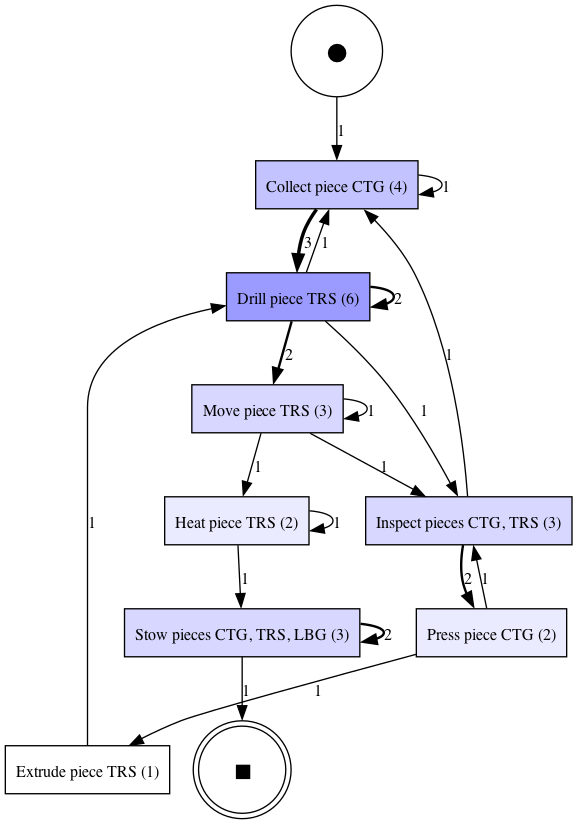 1
Collect piece CTG (4)
1
3
1
Drill piece TRS (6)
2
2
1
1
Move piece TRS (3)
1
1
1
Heat piece TRS (2)
1
Inspect pieces CTG, TRS (3)
1
1
2
1
Stow pieces CTG, TRS, LBG (3)
2
Press piece CTG (2)
1
1
Extrude piece TRS (1)